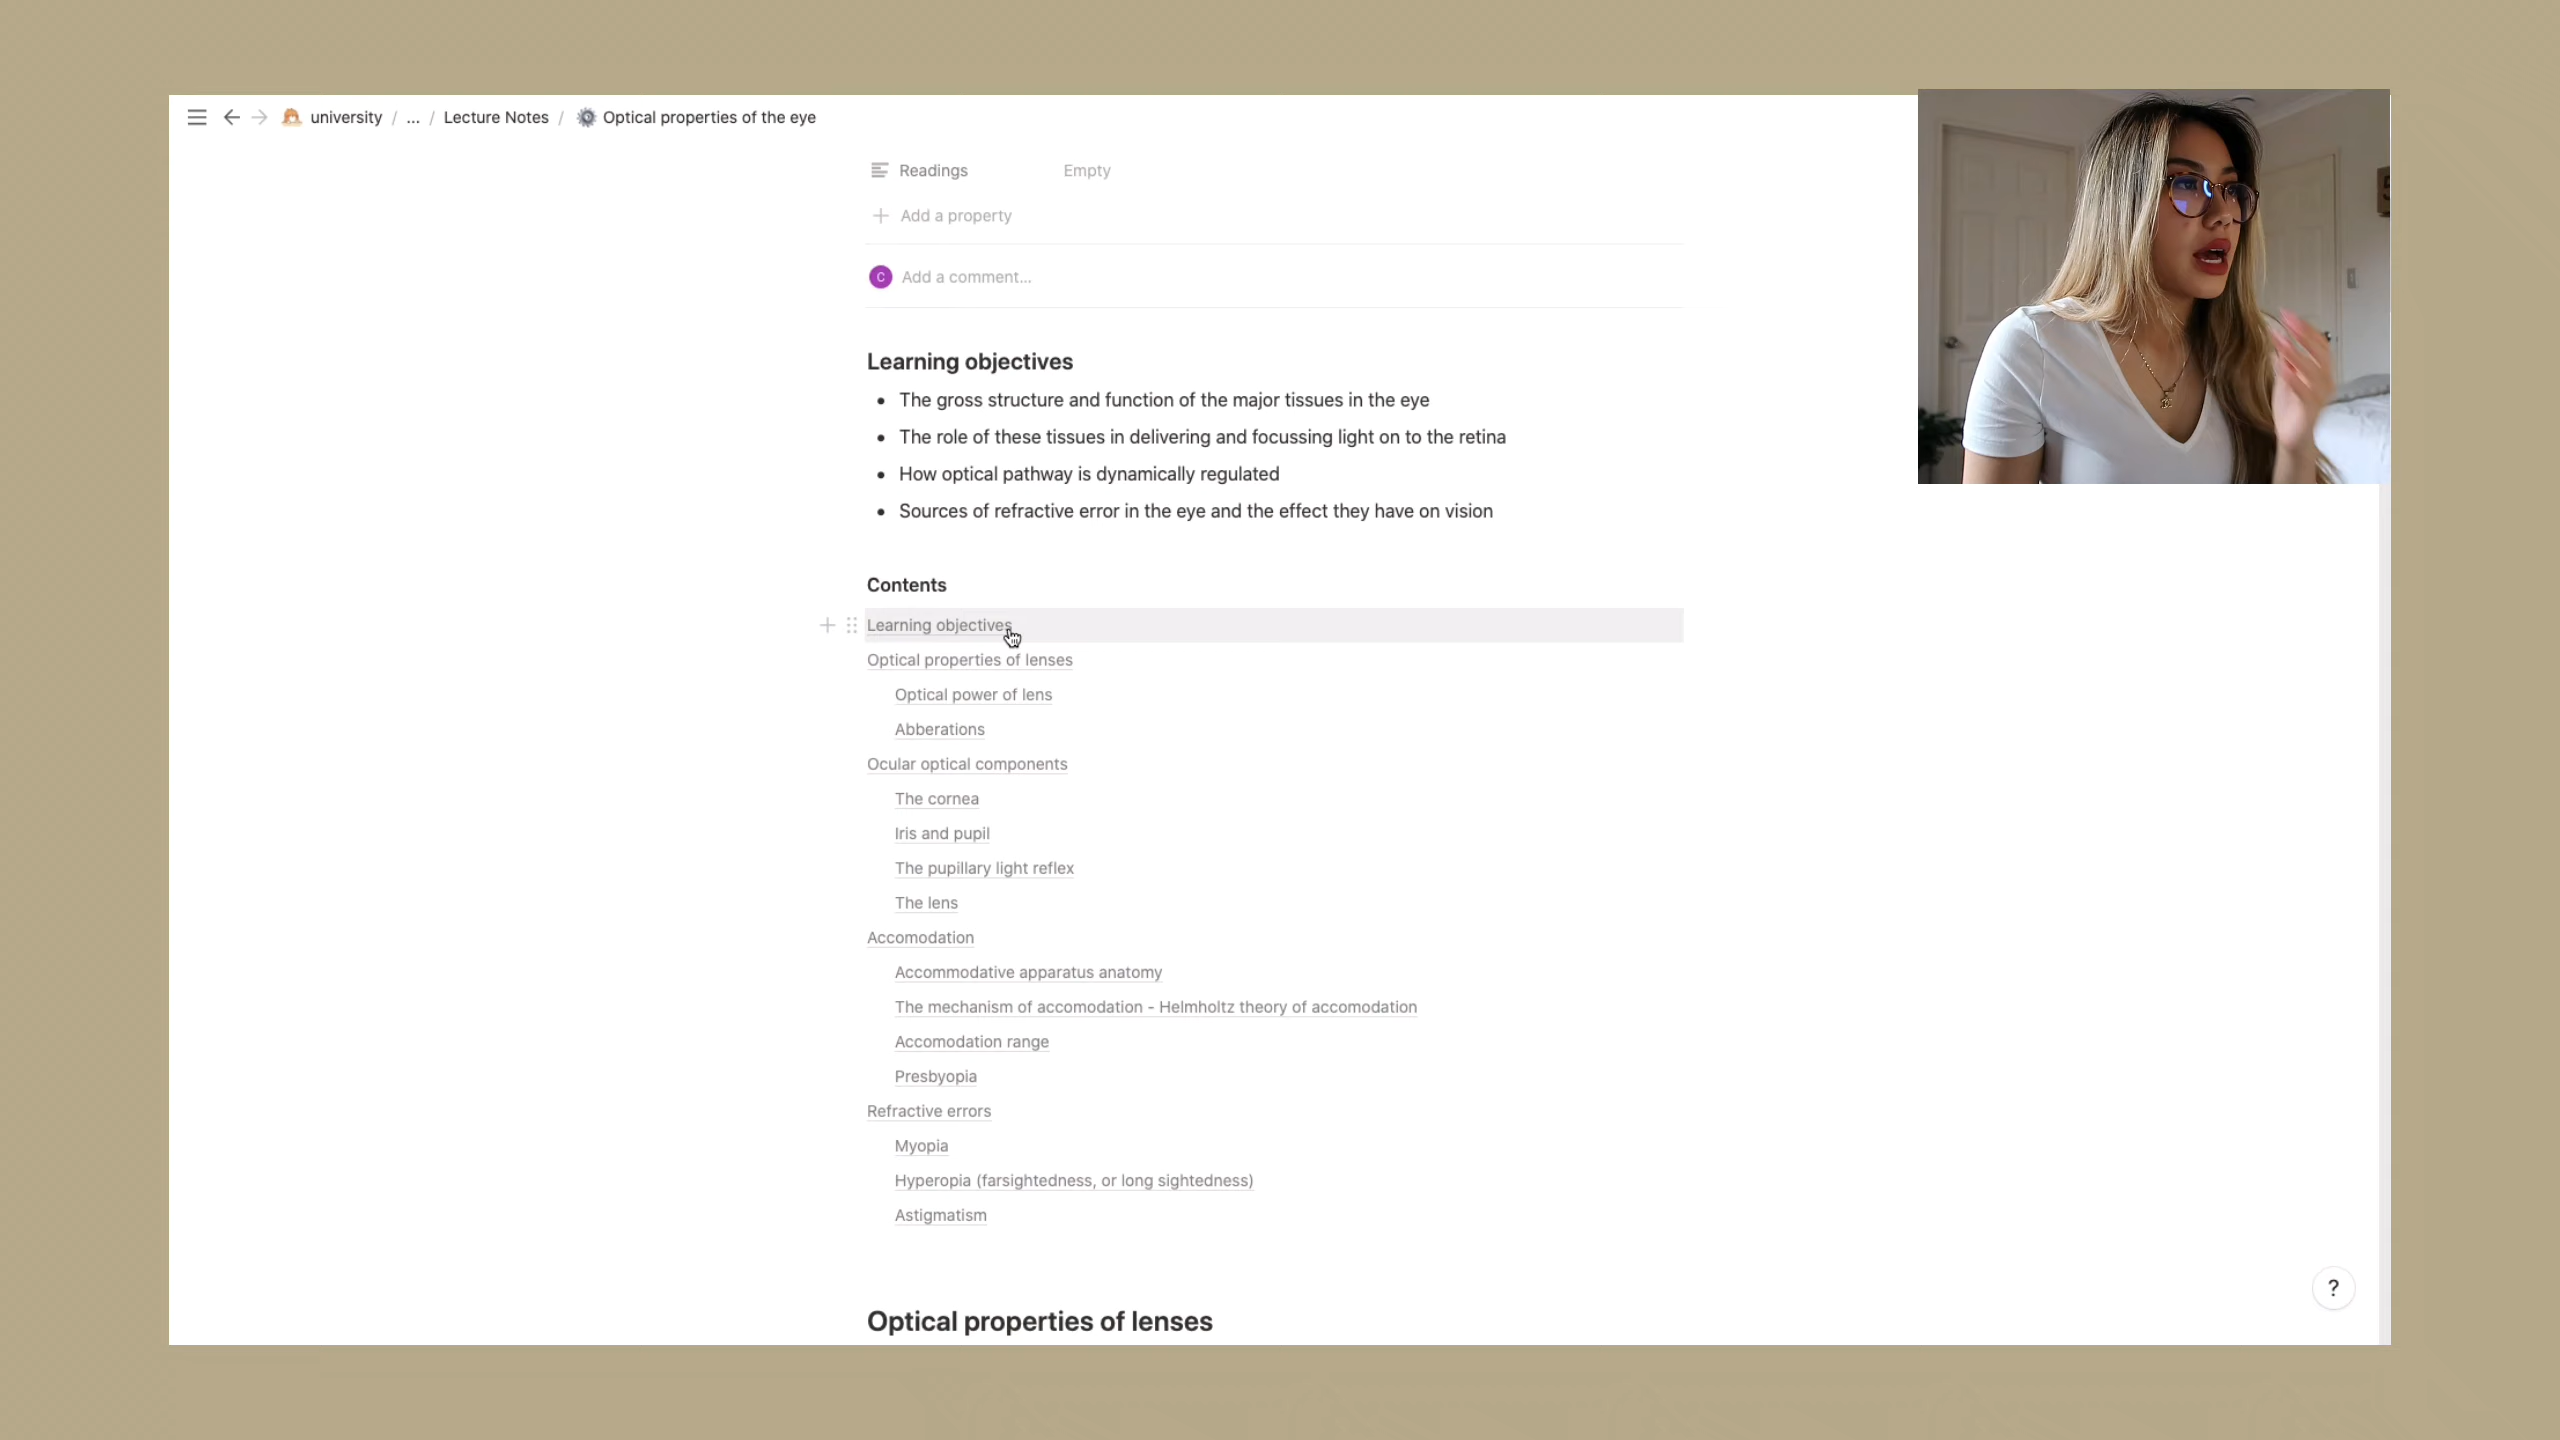 university / ... / Lecture Notes / Optical properties of the eye
Readings Empty
Add a property
C Add a comment...
Learning objectives
• The gross structure and function of the major tissues in the eye
• The role of these tissues in delivering and focussing light on to the retina
• How optical pathway is dynamically regulated
• Sources of refractive error in the eye and the effect they have on vision
Contents
Learning objectives
Optical properties of lenses
Optical power of lens
Abberations
Ocular optical components
The cornea
Iris and pupil
The pupillary light reflex
The lens
Accomodation
Accommodative apparatus anatomy
The mechanism of accomodation - Helmholtz theory of accomodation
Accomodation range
Presbyopia
Refractive errors
Myopia
Hyperopia (farsightedness, or long sightedness)
Astigmatism
?
Optical properties of lenses